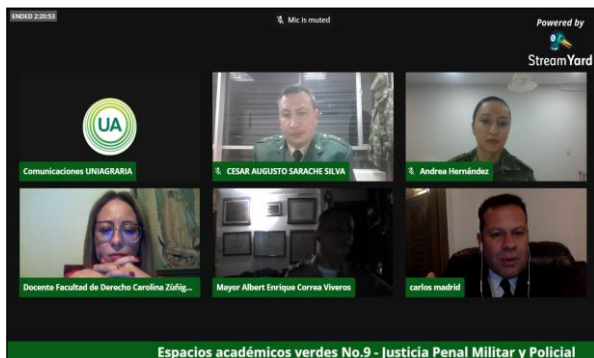 ENDED 2:20:53
Mic is muted
Powered by
StreamYard
UA
Comunicaciones UNIAGRARIA
CESAR AUGUSTO SARACHE SILVA
Andrea Hernández
Docente Facultad de Derecho Carolina Zúñig...
Mayor Albert Enrique Correa Viveros
carlos madrid
Espacios académicos verdes No.9 - Justicia Penal Militar y Policial